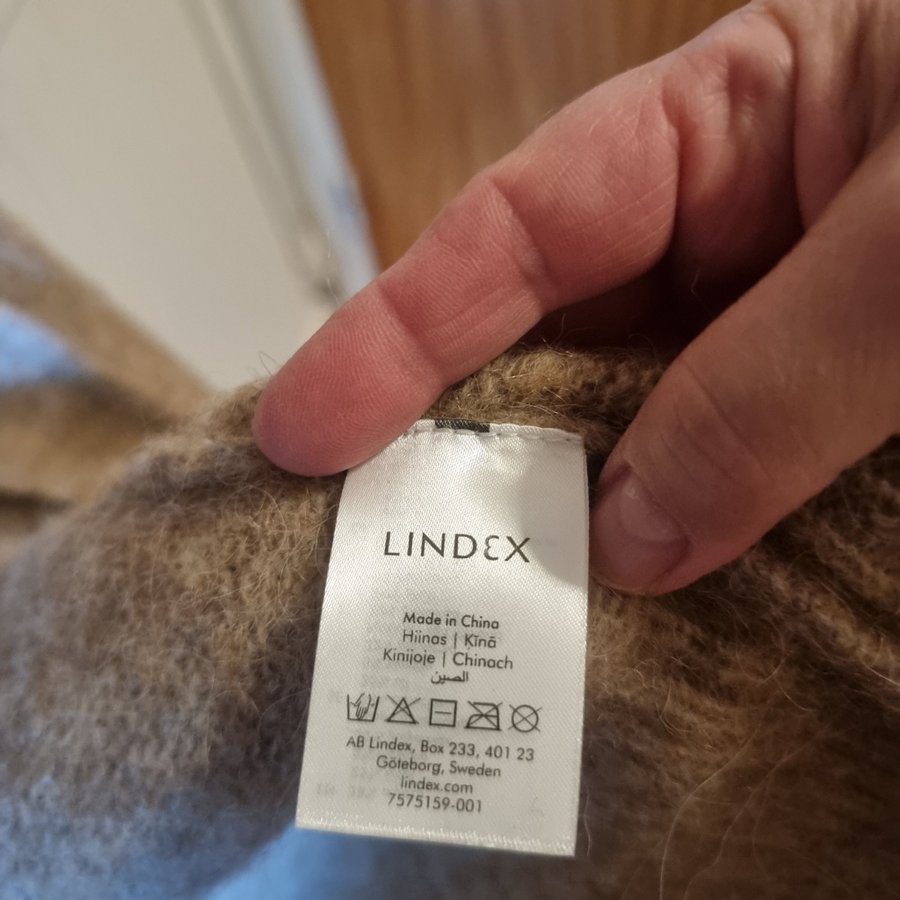 LINDEX
Made in China
Hiinas | Ķīnā
Kinijoje | Chinach
الصين
AB Lindex, Box 233, 401 23
Göteborg, Sweden
lindex.com
7575159-001